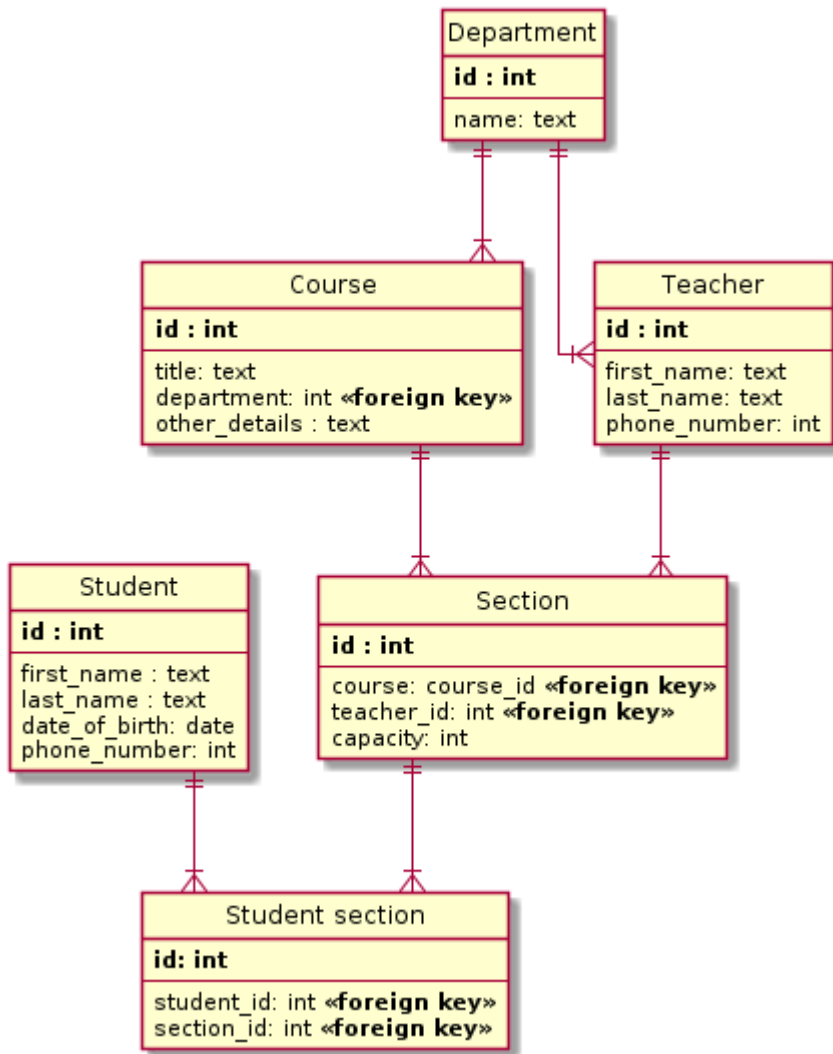 Department
id : int
name: text
Course
id : int
title: text
department: int «foreign key»
other_details : text
Teacher
id : int
first_name: text
last_name: text
phone_number: int
Student
id : int
first_name : text
last_name : text
date_of_birth: date
phone_number: int
Section
id : int
course: course_id «foreign key»
teacher_id: int «foreign key»
capacity: int
Student section
id: int
student_id: int «foreign key»
section_id: int «foreign key»